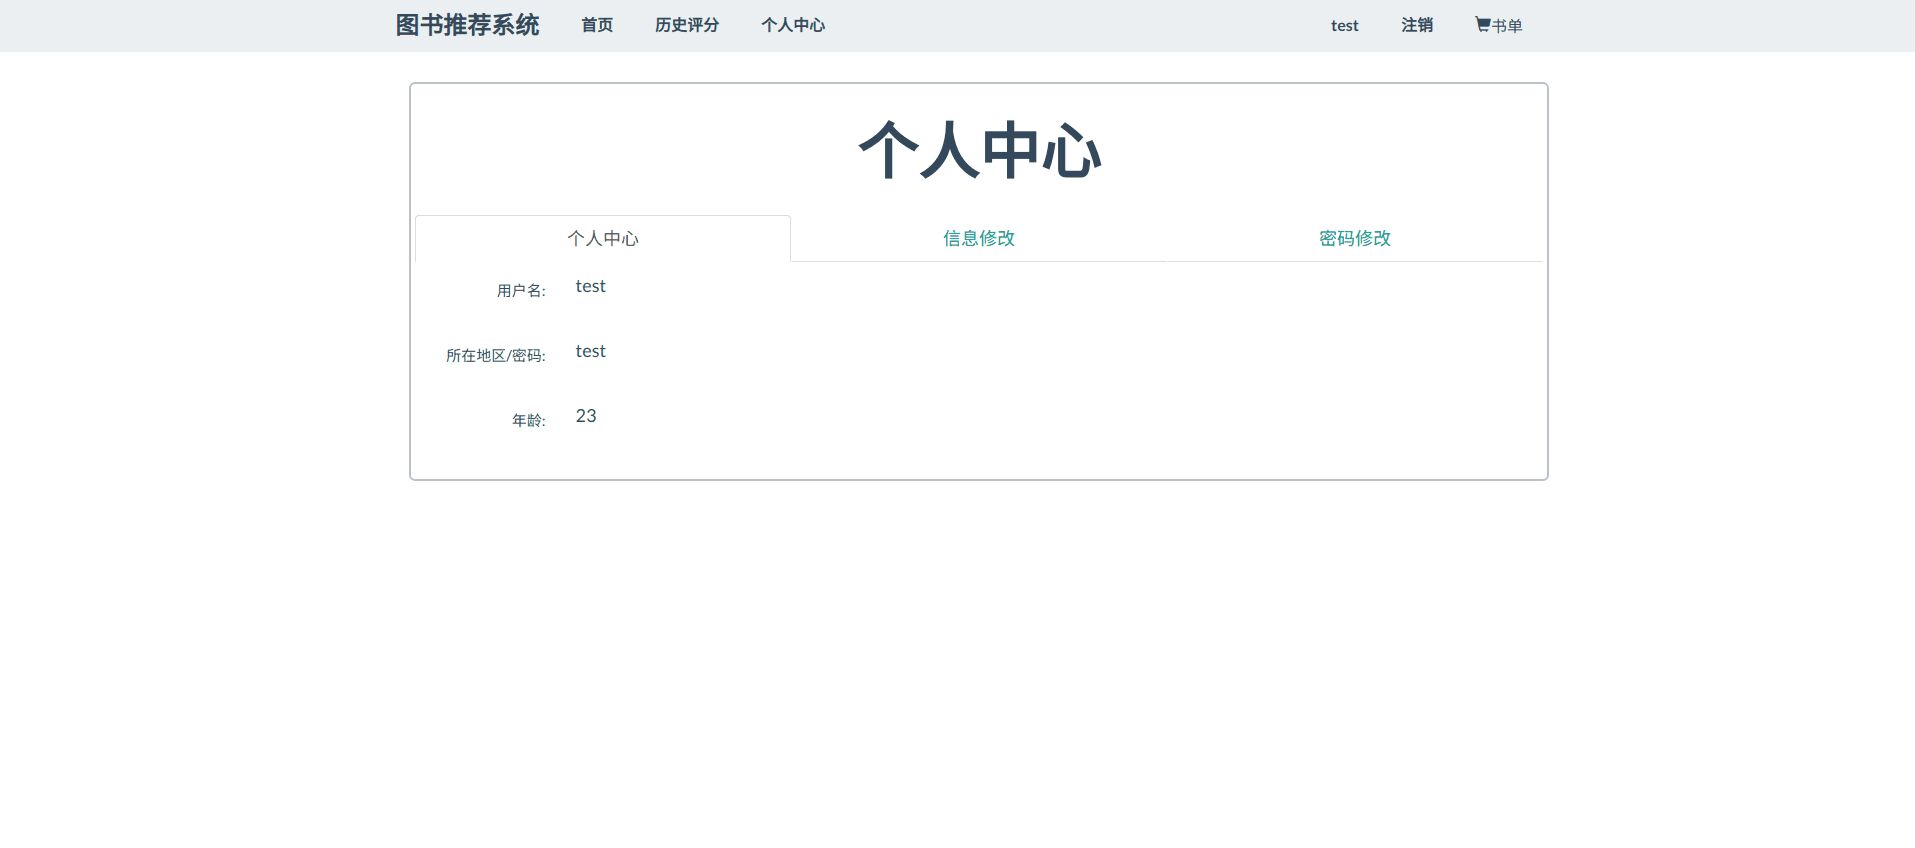 图书推荐系统 首页 历史评分 个人中心 test 注销 书单
个人中心
个人中心 信息修改 密码修改
用户名: test
所在地区/密码: test
年龄: 23